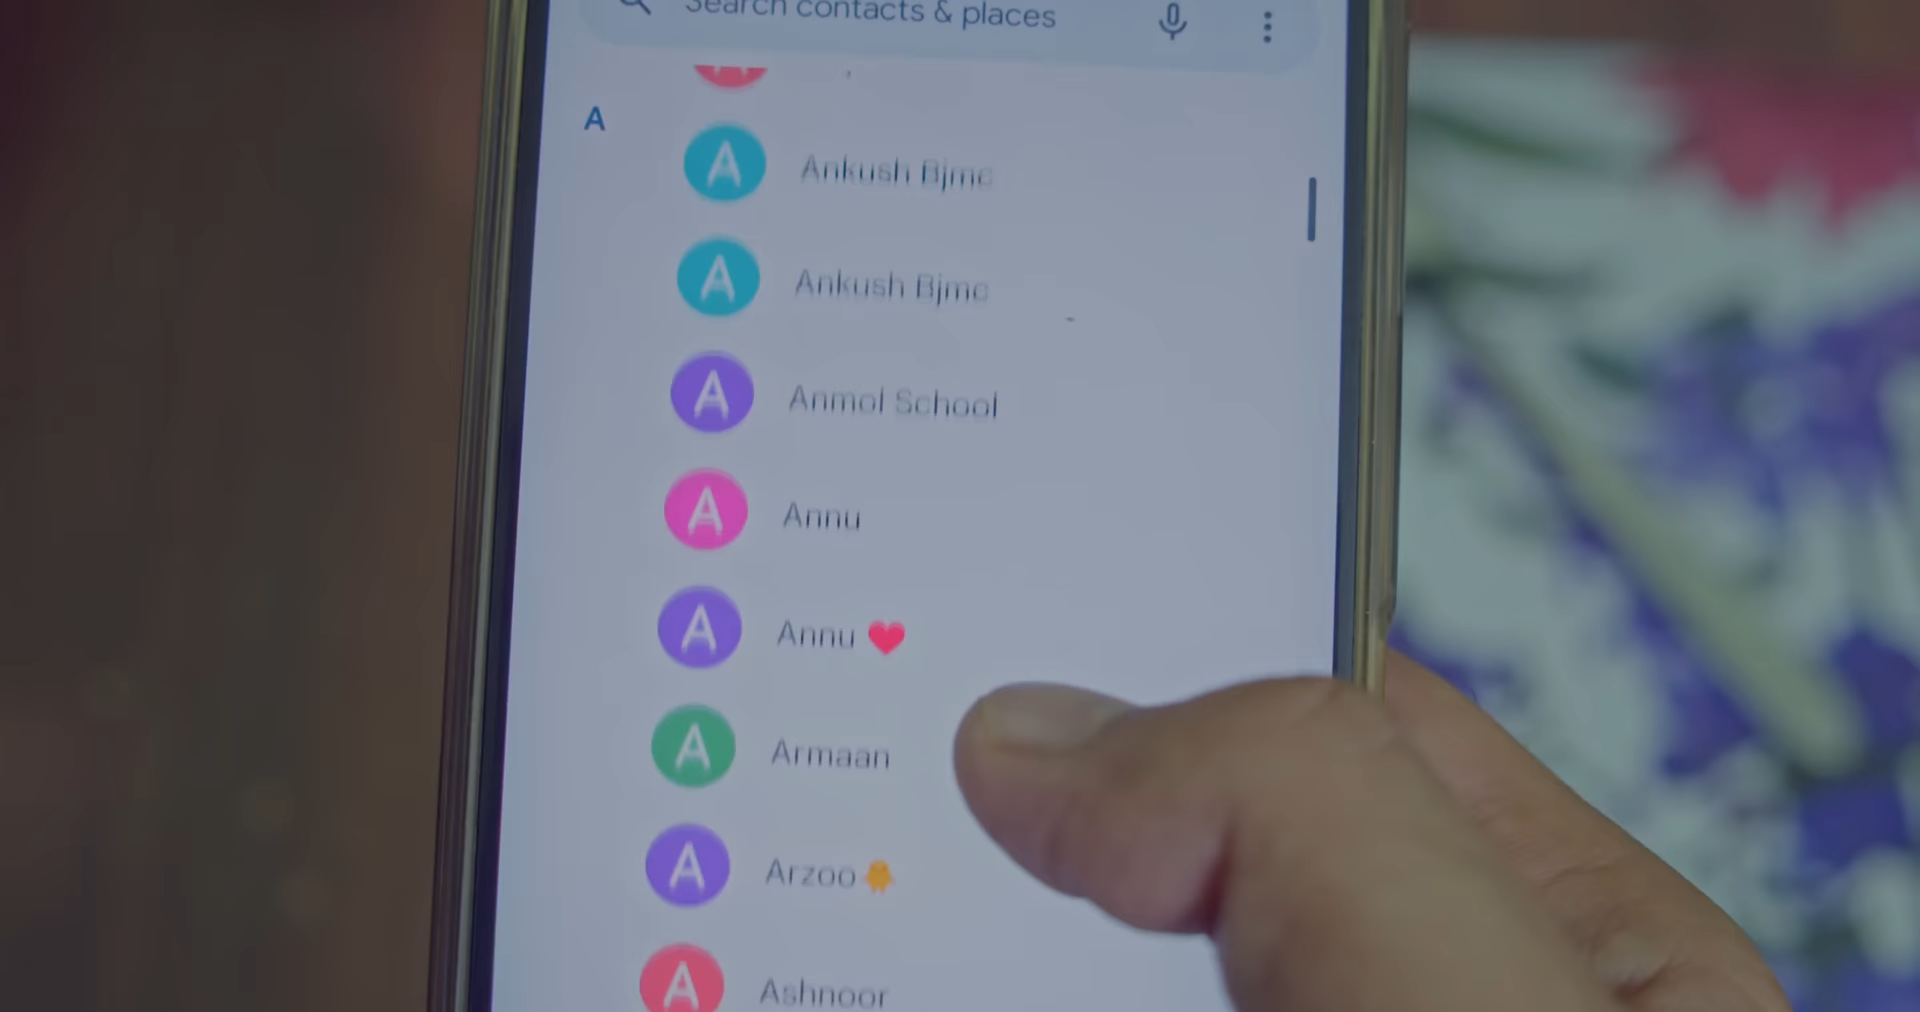 Search contacts & places
A
A Ankush Bjmc
A Ankush Bjmc
A Anmol School
A Annu
A Annu ❤️
A Armaan
A Arzoo 🐥
A Ashnoor